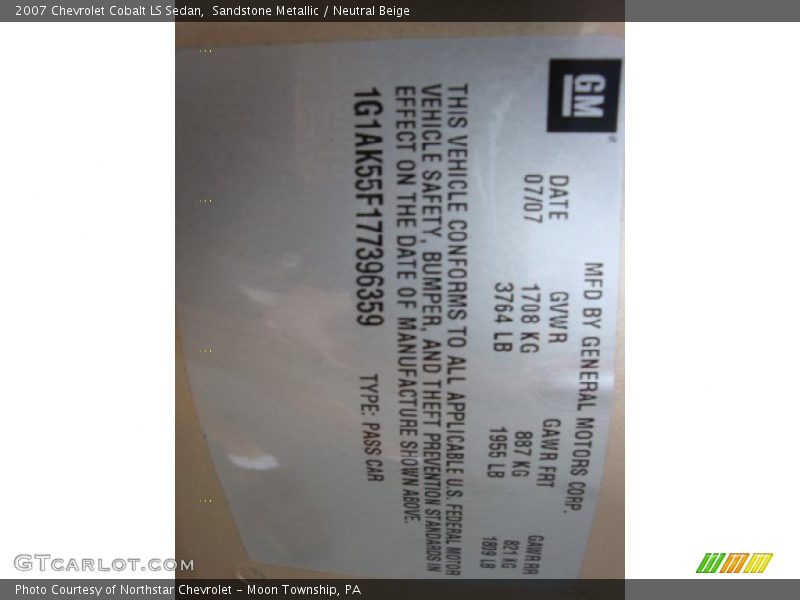 2007 Chevrolet Cobalt LS Sedan, Sandstone Metallic / Neutral Beige
GM
MFD BY GENERAL MOTORS CORP.
DATE GVWR GAWR FRT GAWR RR
07/07 1708 KG 887 KG 821 KG
3764 LB 1955 LB 1809 LB
THIS VEHICLE CONFORMS TO ALL APPLICABLE U.S. FEDERAL MOTOR
VEHICLE SAFETY, BUMPER, AND THEFT PREVENTION STANDARDS IN
EFFECT ON THE DATE OF MANUFACTURE SHOWN ABOVE.
1G1AK55F177396359 TYPE: PASS CAR
GTcarlot.com
Photo Courtesy of Northstar Chevrolet - Moon Township, PA